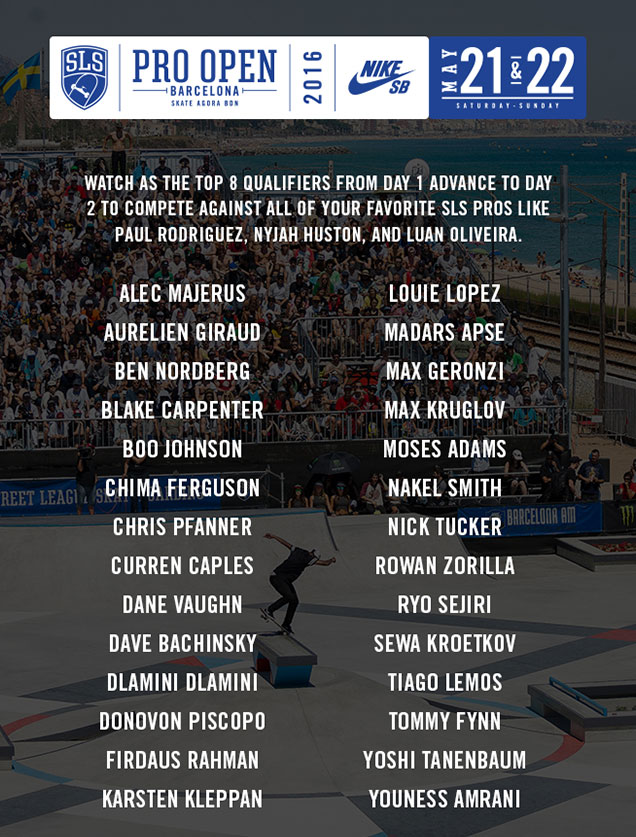 SLS
PRO OPEN
BARCELONA
SKATE AGORA BDN
2016
NIKE
SB
MAY
21 & 22
SATURDAY - SUNDAY
WATCH AS THE TOP 8 QUALIFIERS FROM DAY 1 ADVANCE TO DAY
2 TO COMPETE AGAINST ALL OF YOUR FAVORITE SLS PROS LIKE
PAUL RODRIGUEZ, NYJAH HUSTON, AND LUAN OLIVEIRA.
ALEC MAJERUS
AURELIEN GIRAUD
BEN NORDBERG
BLAKE CARPENTER
BOO JOHNSON
CHIMA FERGUSON
CHRIS PFANNER
CURREN CAPLES
DANE VAUGHN
DAVE BACHINSKY
DLAMINI DLAMINI
DONOVON PISCOPO
FIRDAUS RAHMAN
KARSTEN KLEPPAN
LOUIE LOPEZ
MADARS APSE
MAX GERONZI
MAX KRUGLOV
MOSES ADAMS
NAKEL SMITH
NICK TUCKER
ROWAN ZORILLA
RYO SEJIRI
SEWA KROETKOV
TIAGO LEMOS
TOMMY FYNN
YOSHI TANENBAUM
YOUNESS AMRANI
BARCELONA AM